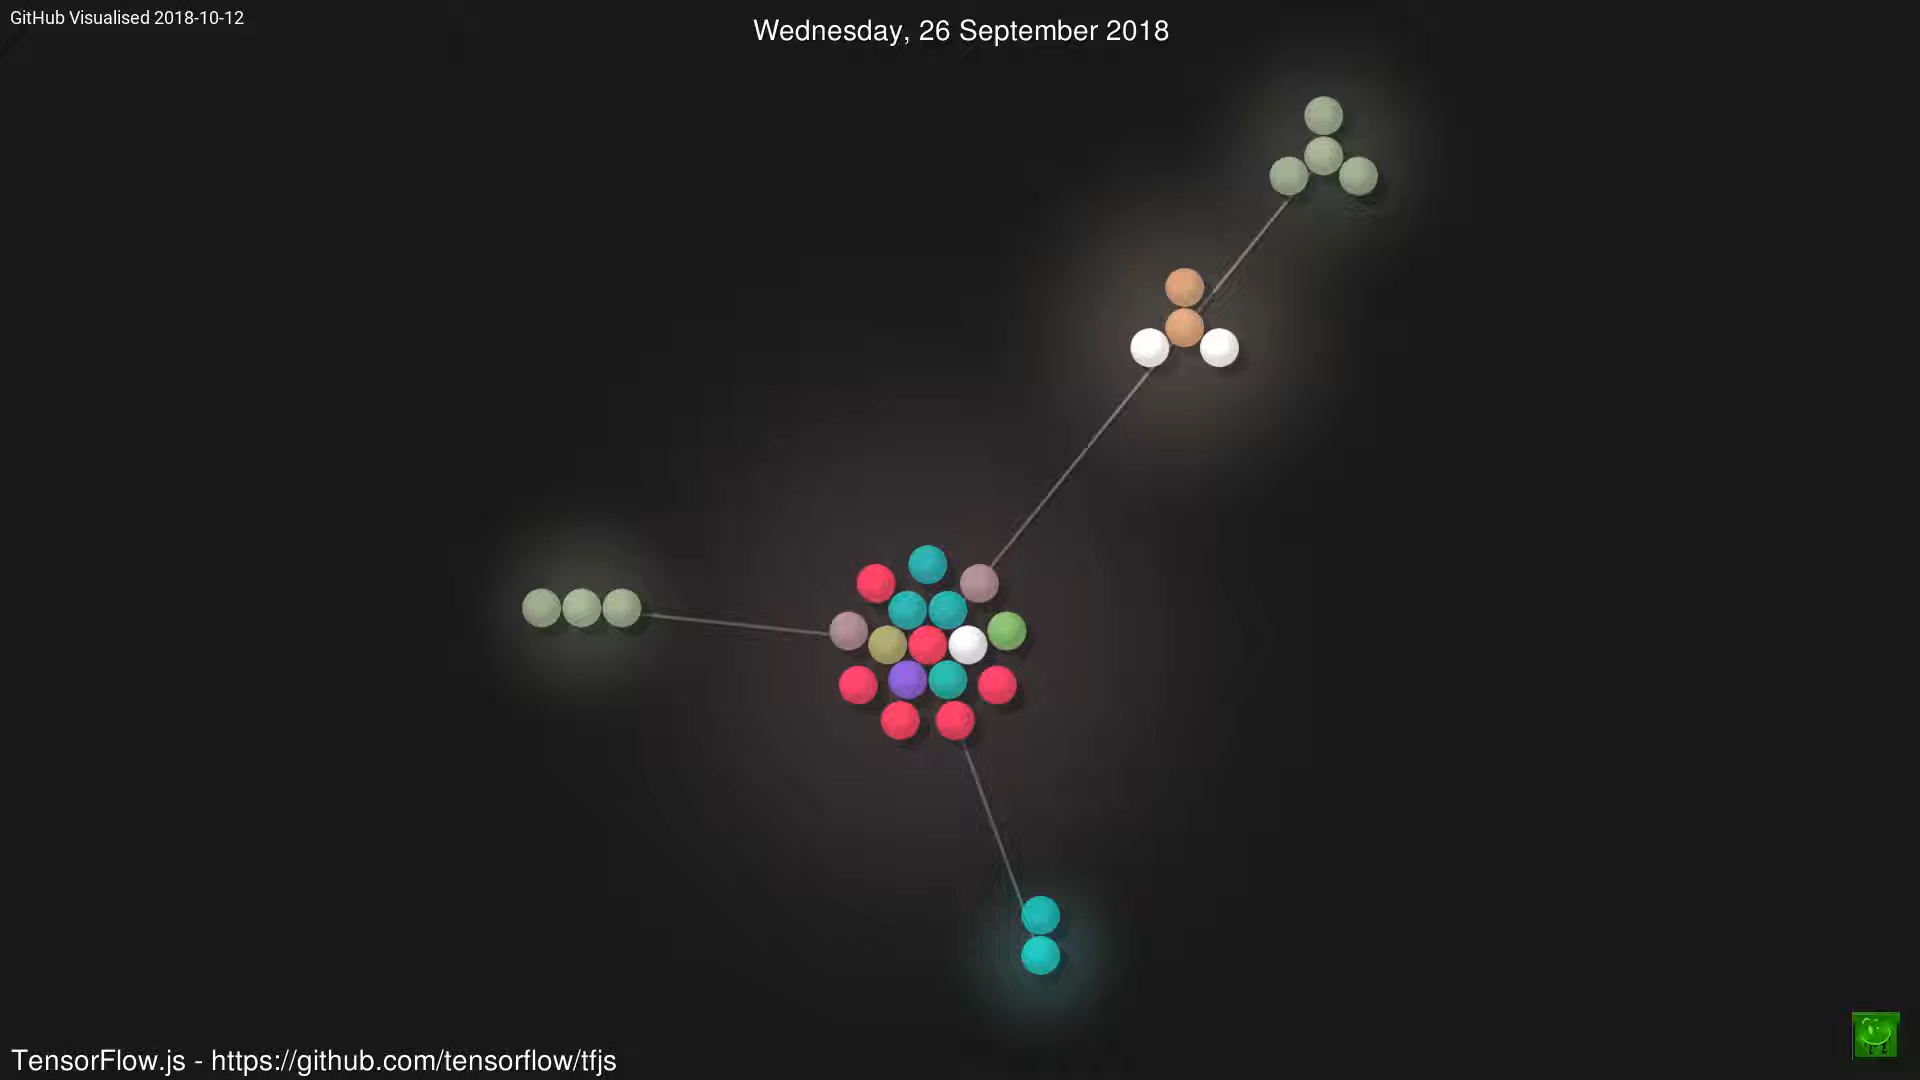 GitHub Visualised 2018-10-12
Wednesday, 26 September 2018
TensorFlow.js - https://github.com/tensorflow/tfjs